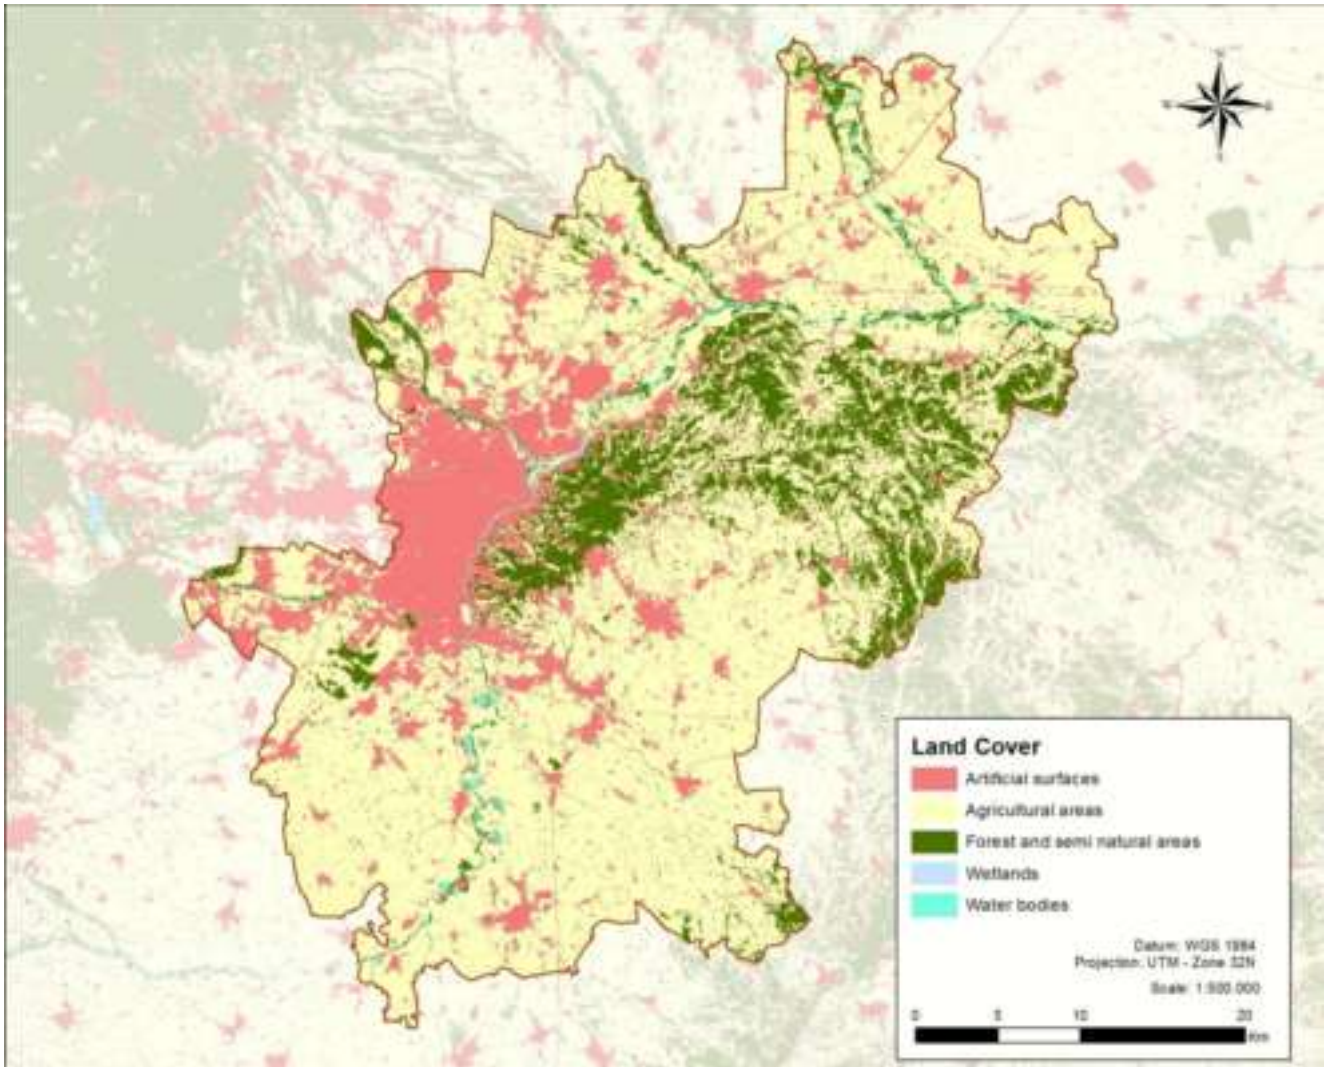 Land Cover
Artificial surfaces
Agricultural areas
Forest and semi natural areas
Wetlands
Water bodies
Datum: WGS 1984
Projection: UTM - Zone 32N
Scale: 1:500.000
0 5 10 20
Km